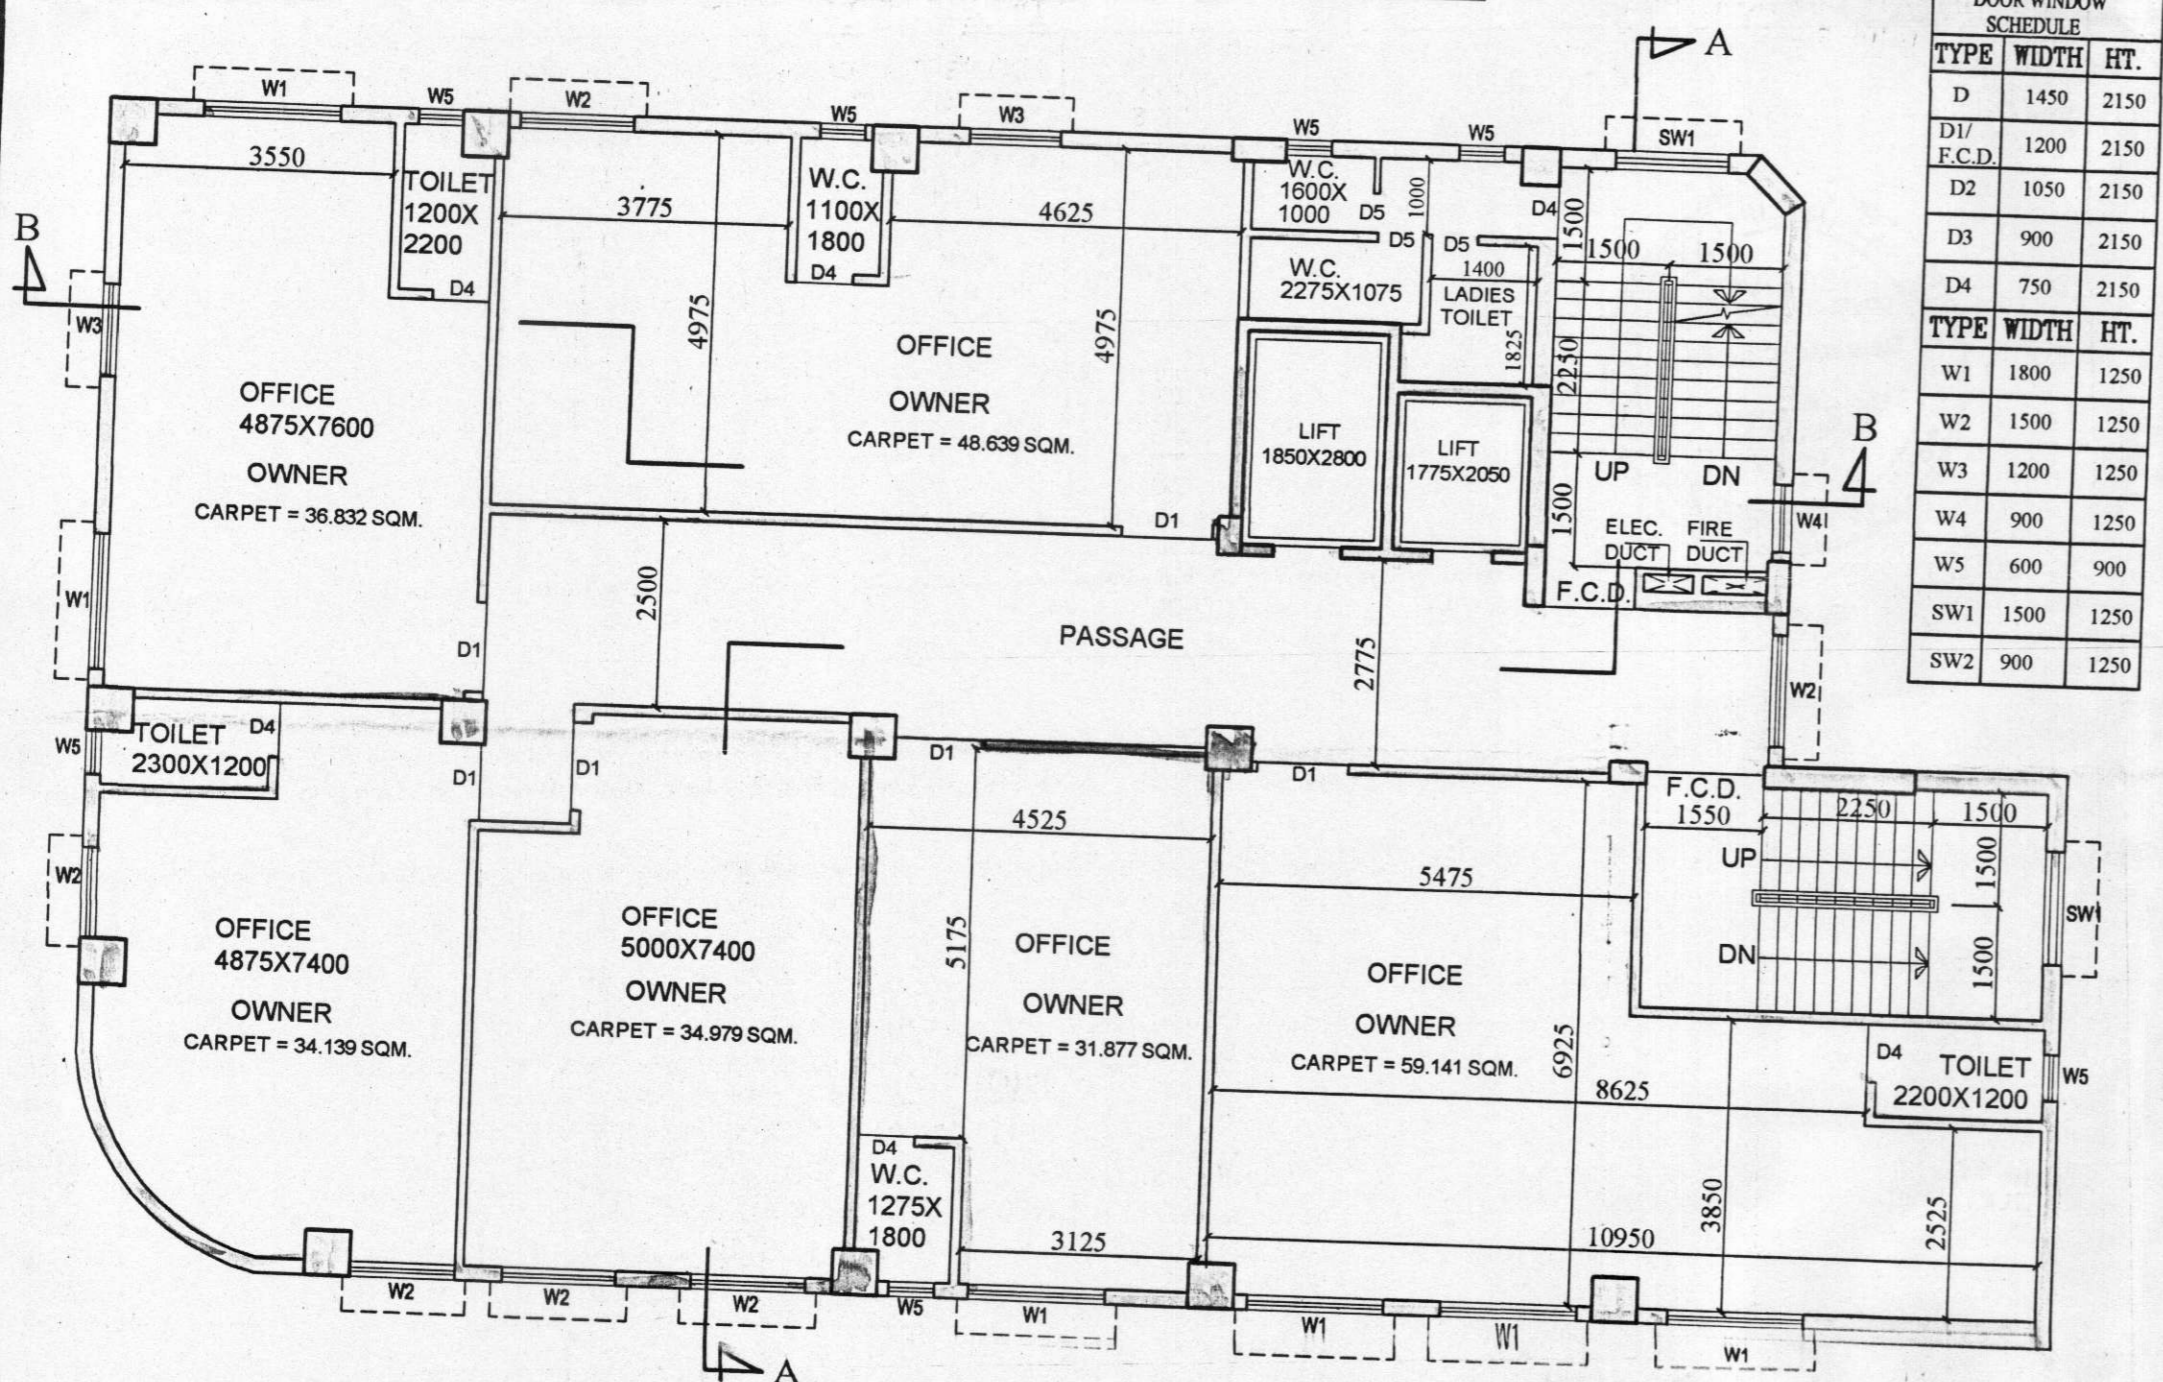 DOOR WINDOW
SCHEDULE
TYPE WIDTH HT.
D 1450 2150
D1/
F.C.D. 1200 2150
D2 1050 2150
D3 900 2150
D4 750 2150
TYPE WIDTH HT.
W1 1800 1250
W2 1500 1250
W3 1200 1250
W4 900 1250
W5 600 900
SW1 1500 1250
SW2 900 1250
A
W1
W5
W2
W5
W3
W5
W5
SW1
3550
TOILET
1200X
2200
D4
3775
W.C.
1100X
1800
D4
4625
W.C.
1600X
1000
D5
1000
D4
D5
D5
1500
1500
1500
W.C.
2275X1075
1400
LADIES
TOILET
1825
2250
B
W3
4975
4975
OFFICE
OWNER
CARPET = 48.639 SQM.
OFFICE
4875X7600
OWNER
CARPET = 36.832 SQM.
LIFT
1850X2800
LIFT
1775X2050
UP
DN
B
1500
ELEC.
DUCT
FIRE
DUCT
W4
D1
F.C.D.
W1
2500
D1
PASSAGE
2775
W2
TOILET
2300X1200
D4
W5
D1
D1
D1
D1
F.C.D.
1550
2250
1500
4525
UP
1500
5475
W2
SW1
DN
1500
OFFICE
4875X7400
OWNER
CARPET = 34.139 SQM.
OFFICE
5000X7400
OWNER
CARPET = 34.979 SQM.
5175
OFFICE
OWNER
CARPET = 31.877 SQM.
OFFICE
OWNER
CARPET = 59.141 SQM.
6925
8625
D4
TOILET
2200X1200
W5
D4
W.C.
1275X
1800
3125
10950
3850
2525
W2
W2
W2
W5
W1
W1
W1
W1
A